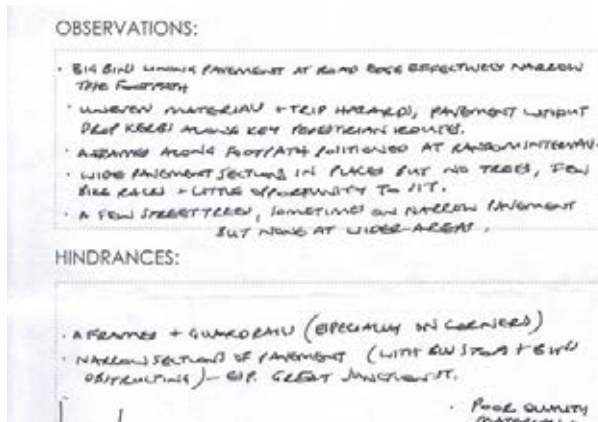 OBSERVATIONS:
· BIG BINS LINING PAVEMENT AT ROAD EDGE EFFECTIVELY NARROW
THE FOOTPATH
· UNEVEN MATERIALS + TRIP HAZARDS, PAVEMENT WITHOUT
DROP KERBS ALONG KEY PEDESTRIAN ROUTES.
· A-FRAMES ALONG FOOTPATH POSITIONED AT RANDOM INTERVALS
· WIDE PAVEMENT SECTIONS IN PLACES BUT NO TREES, FEW
BIKE RACKS + LITTLE OPPORTUNITY TO SIT.
· A FEW STREET TREES, SOMETIMES ON NARROW PAVEMENT
BUT NONE AT WIDER AREAS.
HINDRANCES:
· A FRAMES + GUARDRAILS (ESPECIALLY ON CORNERS)
· NARROW SECTIONS OF PAVEMENT (WITH BUS STOPS + BINS
OBSTRUCTING) - ESP. GREAT JUNCTION ST.
· POOR QUALITY
MATERIALS